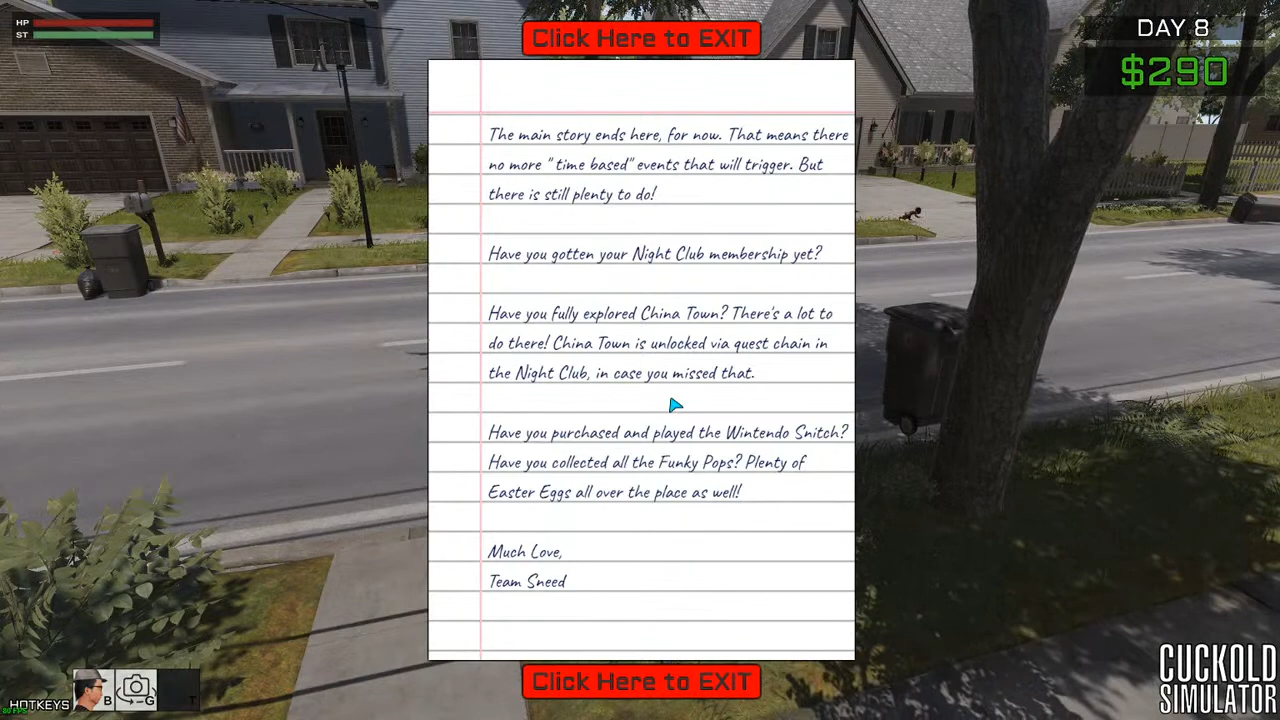 HP
ST
Click Here to EXIT
DAY 8
$290
The main story ends here, for now. That means there
no more "time based" events that will trigger. But
there is still plenty to do!
Have you gotten your Night Club membership yet?
Have you fully explored China Town? There's a lot to
do there! China Town is unlocked via quest chain in
the Night Club, in case you missed that.
Have you purchased and played the Wintendo Snitch?
Have you collected all the Funky Pops? Plenty of
Easter Eggs all over the place as well!
Much Love,
Team Sneed
Click Here to EXIT
HOTKEYS
B
G
T
CUCKOLD
SIMULATOR